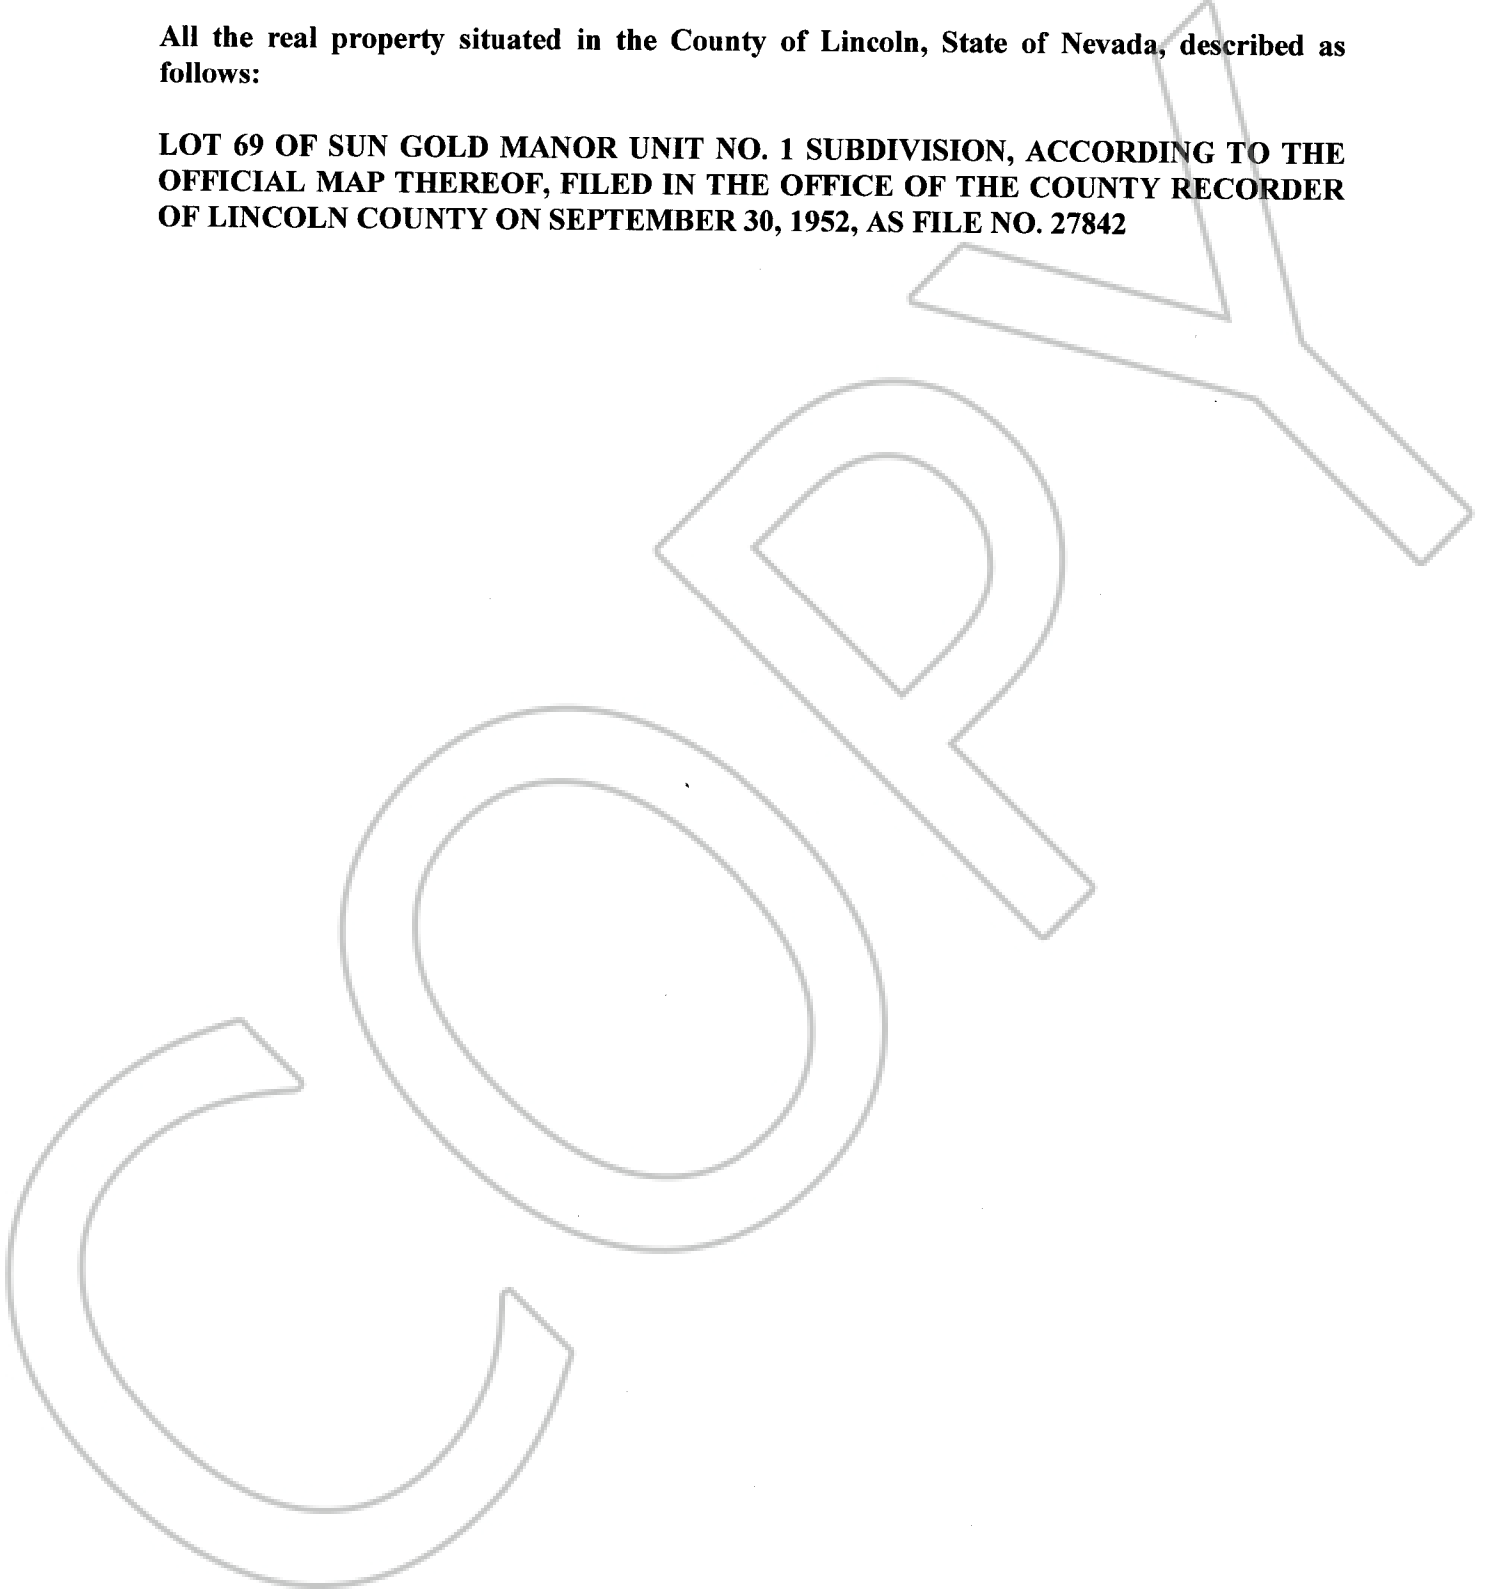 All the real property situated in the County of Lincoln, State of Nevada, described as
follows:
LOT 69 OF SUN GOLD MANOR UNIT NO. 1 SUBDIVISION, ACCORDING TO THE
OFFICIAL MAP THEREOF, FILED IN THE OFFICE OF THE COUNTY RECORDER
OF LINCOLN COUNTY ON SEPTEMBER 30, 1952, AS FILE NO. 27842
COPY